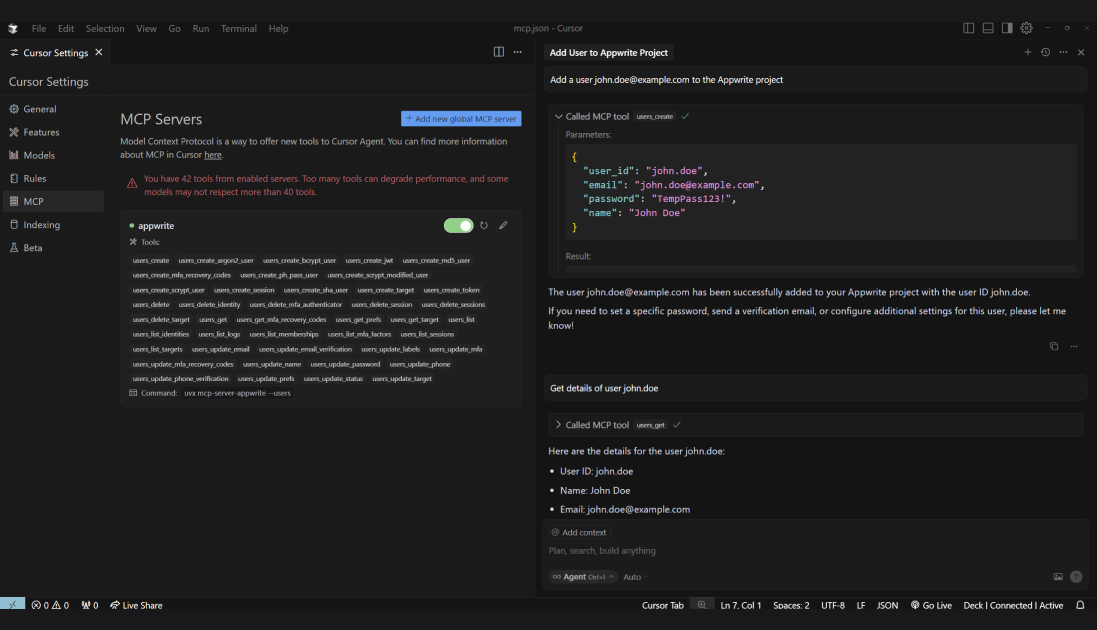 File Edit Selection View Go Run Terminal Help
mcp.json - Cursor
Cursor Settings
Cursor Settings
General
Features
Models
Rules
MCP
Indexing
Beta
MCP Servers
+ Add new global MCP server
Model Context Protocol is a way to offer new tools to Cursor Agent. You can find more information
about MCP in Cursor here.
You have 42 tools from enabled servers. Too many tools can degrade performance, and some
models may not respect more than 40 tools.
appwrite
Tools:
users_create users_create_argon2_user users_create_bcrypt_user users_create_jwt users_create_md5_user
users_create_mfa_recovery_codes users_create_ph_pass_user users_create_scrypt_modified_user
users_create_scrypt_user users_create_session users_create_sha_user users_create_target users_create_token
users_delete users_delete_identity users_delete_mfa_authenticator users_delete_session users_delete_sessions
users_delete_target users_get users_get_mfa_recovery_codes users_get_prefs users_get_target users_list
users_list_identities users_list_logs users_list_memberships users_list_mfa_factors users_list_sessions
users_list_targets users_update_email users_update_email_verification users_update_labels users_update_mfa
users_update_mfa_recovery_codes users_update_name users_update_password users_update_phone
users_update_phone_verification users_update_prefs users_update_status users_update_target
Command: uvx mcp-server-appwrite --users
Add User to Appwrite Project
Add a user john.doe@example.com to the Appwrite project
Called MCP tool users_create
Parameters:
{
"user_id": "john.doe",
"email": "john.doe@example.com",
"password": "TempPass123!",
"name": "John Doe"
}
Result:
The user john.doe@example.com has been successfully added to your Appwrite project with the user ID john.doe.
If you need to set a specific password, send a verification email, or configure additional settings for this user, please let me
know!
Get details of user john.doe
Called MCP tool users_get
Here are the details for the user john.doe:
• User ID: john.doe
• Name: John Doe
• Email: john.doe@example.com
Add context
Plan, search, build anything
Agent Ctrl+I Auto
0 0 0 Live Share
Cursor Tab Ln 7, Col 1 Spaces: 2 UTF-8 LF JSON Go Live Deck | Connected | Active